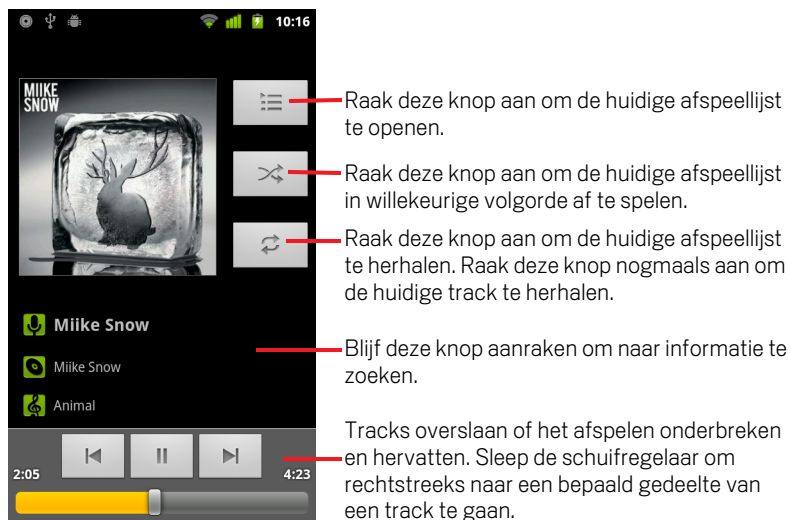 10:16
MIIKE
SNOW
Raak deze knop aan om de huidige afspeellijst
te openen.
Raak deze knop aan om de huidige afspeellijst
in willekeurige volgorde af te spelen.
Raak deze knop aan om de huidige afspeellijst
te herhalen. Raak deze knop nogmaals aan om
de huidige track te herhalen.
Miike Snow
Miike Snow
Animal
Blijf deze knop aanraken om naar informatie te
zoeken.
2:05
4:23
Tracks overslaan of het afspelen onderbreken
en hervatten. Sleep de schuifregelaar om
rechtstreeks naar een bepaald gedeelte van
een track te gaan.